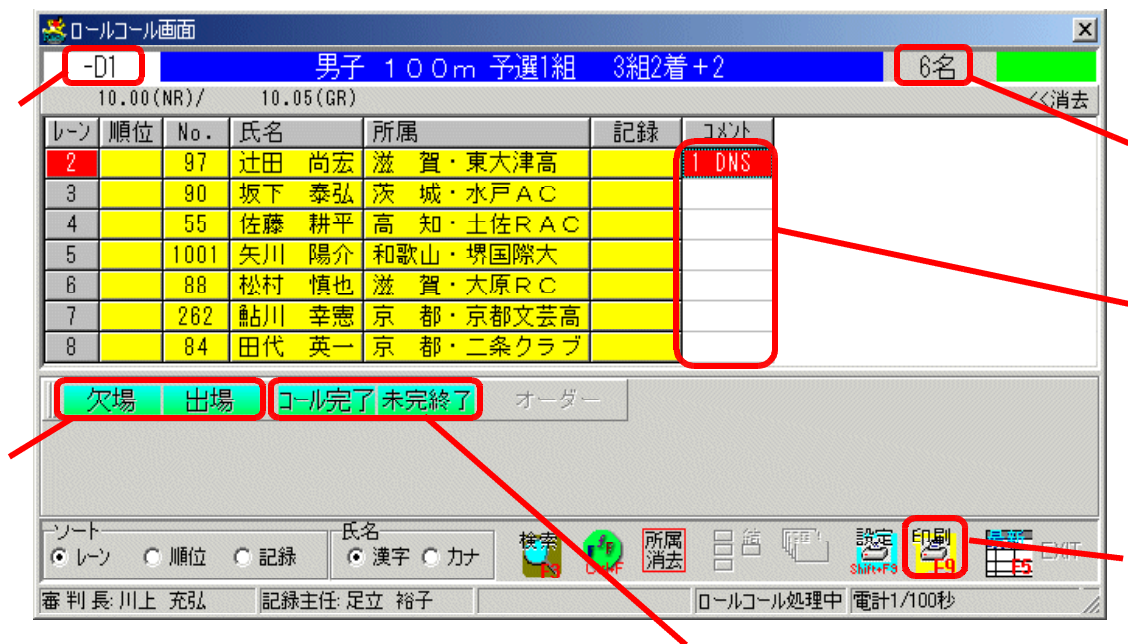 ロールコール画面
-D1 男子 100m 予選1組 3組2着+2 6名
10.00(NR)/ 10.05(GR) <<消去
レーン 順位 No. 氏名 所属 記録 コメント
2 97 辻田 尚宏 滋 賀・東大津高 1 DNS
3 90 坂下 泰弘 茨 城・水戸AC
4 55 佐藤 耕平 高 知・土佐RAC
5 1001 矢川 陽介 和歌山・堺国際大
6 88 松村 慎也 滋 賀・大原RC
7 262 鮎川 幸憲 京 都・京都文芸高
8 84 田代 英一 京 都・二条クラブ
欠場 出場 コール完了 未完終了 オーダー
ソート 氏名
レーン 順位 記録 漢字 カナ 検索 F3 所属消去 設定 Shift+F9 印刷 F9 最新 F5 EXIT
審判長:川上 充弘 記録主任:足立 裕子 ロールコール処理中 電計1/100秒